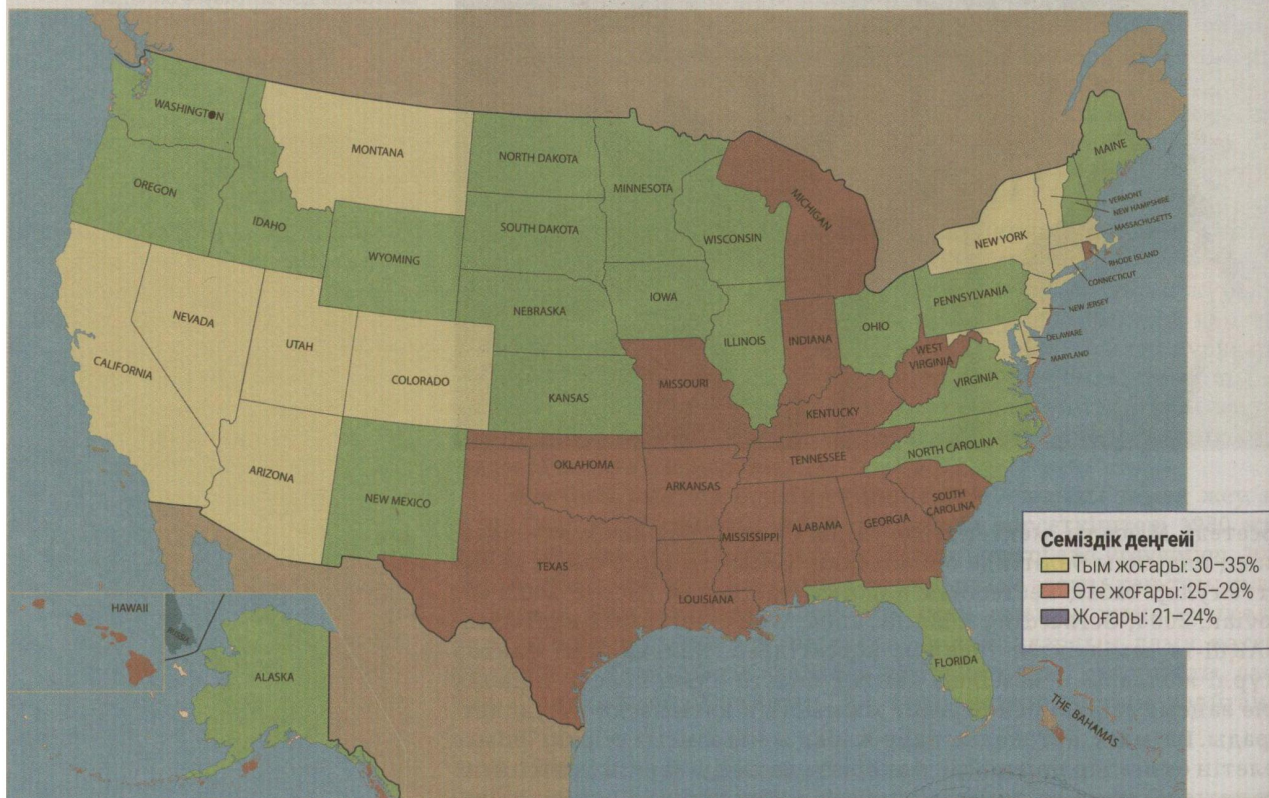 WASHINGTON
MONTANA
NORTH DAKOTA
MINNESOTA
MAINE
OREGON
IDAHO
SOUTH DAKOTA
WISCONSIN
MICHIGAN
VERMONT
NEW HAMPSHIRE
MASSACHUSETTS
NEW YORK
WYOMING
RHODE ISLAND
CONNECTICUT
IOWA
NEBRASKA
PENNSYLVANIA
NEW JERSEY
NEVADA
OHIO
ILLINOIS
INDIANA
DELAWARE
UTAH
WEST
VIRGINIA
MARYLAND
CALIFORNIA
COLORADO
MISSOURI
VIRGINIA
KANSAS
KENTUCKY
NORTH CAROLINA
TENNESSEE
ARIZONA
OKLAHOMA
ARKANSAS
NEW MEXICO
SOUTH
CAROLINA
MISSISSIPPI
ALABAMA
GEORGIA
TEXAS
LOUISIANA
Семіздік деңгейі
Тым жоғары: 30–35%
Өте жоғары: 25–29%
Жоғары: 21–24%
HAWAII
ALASKA
FLORIDA
THE BAHAMAS